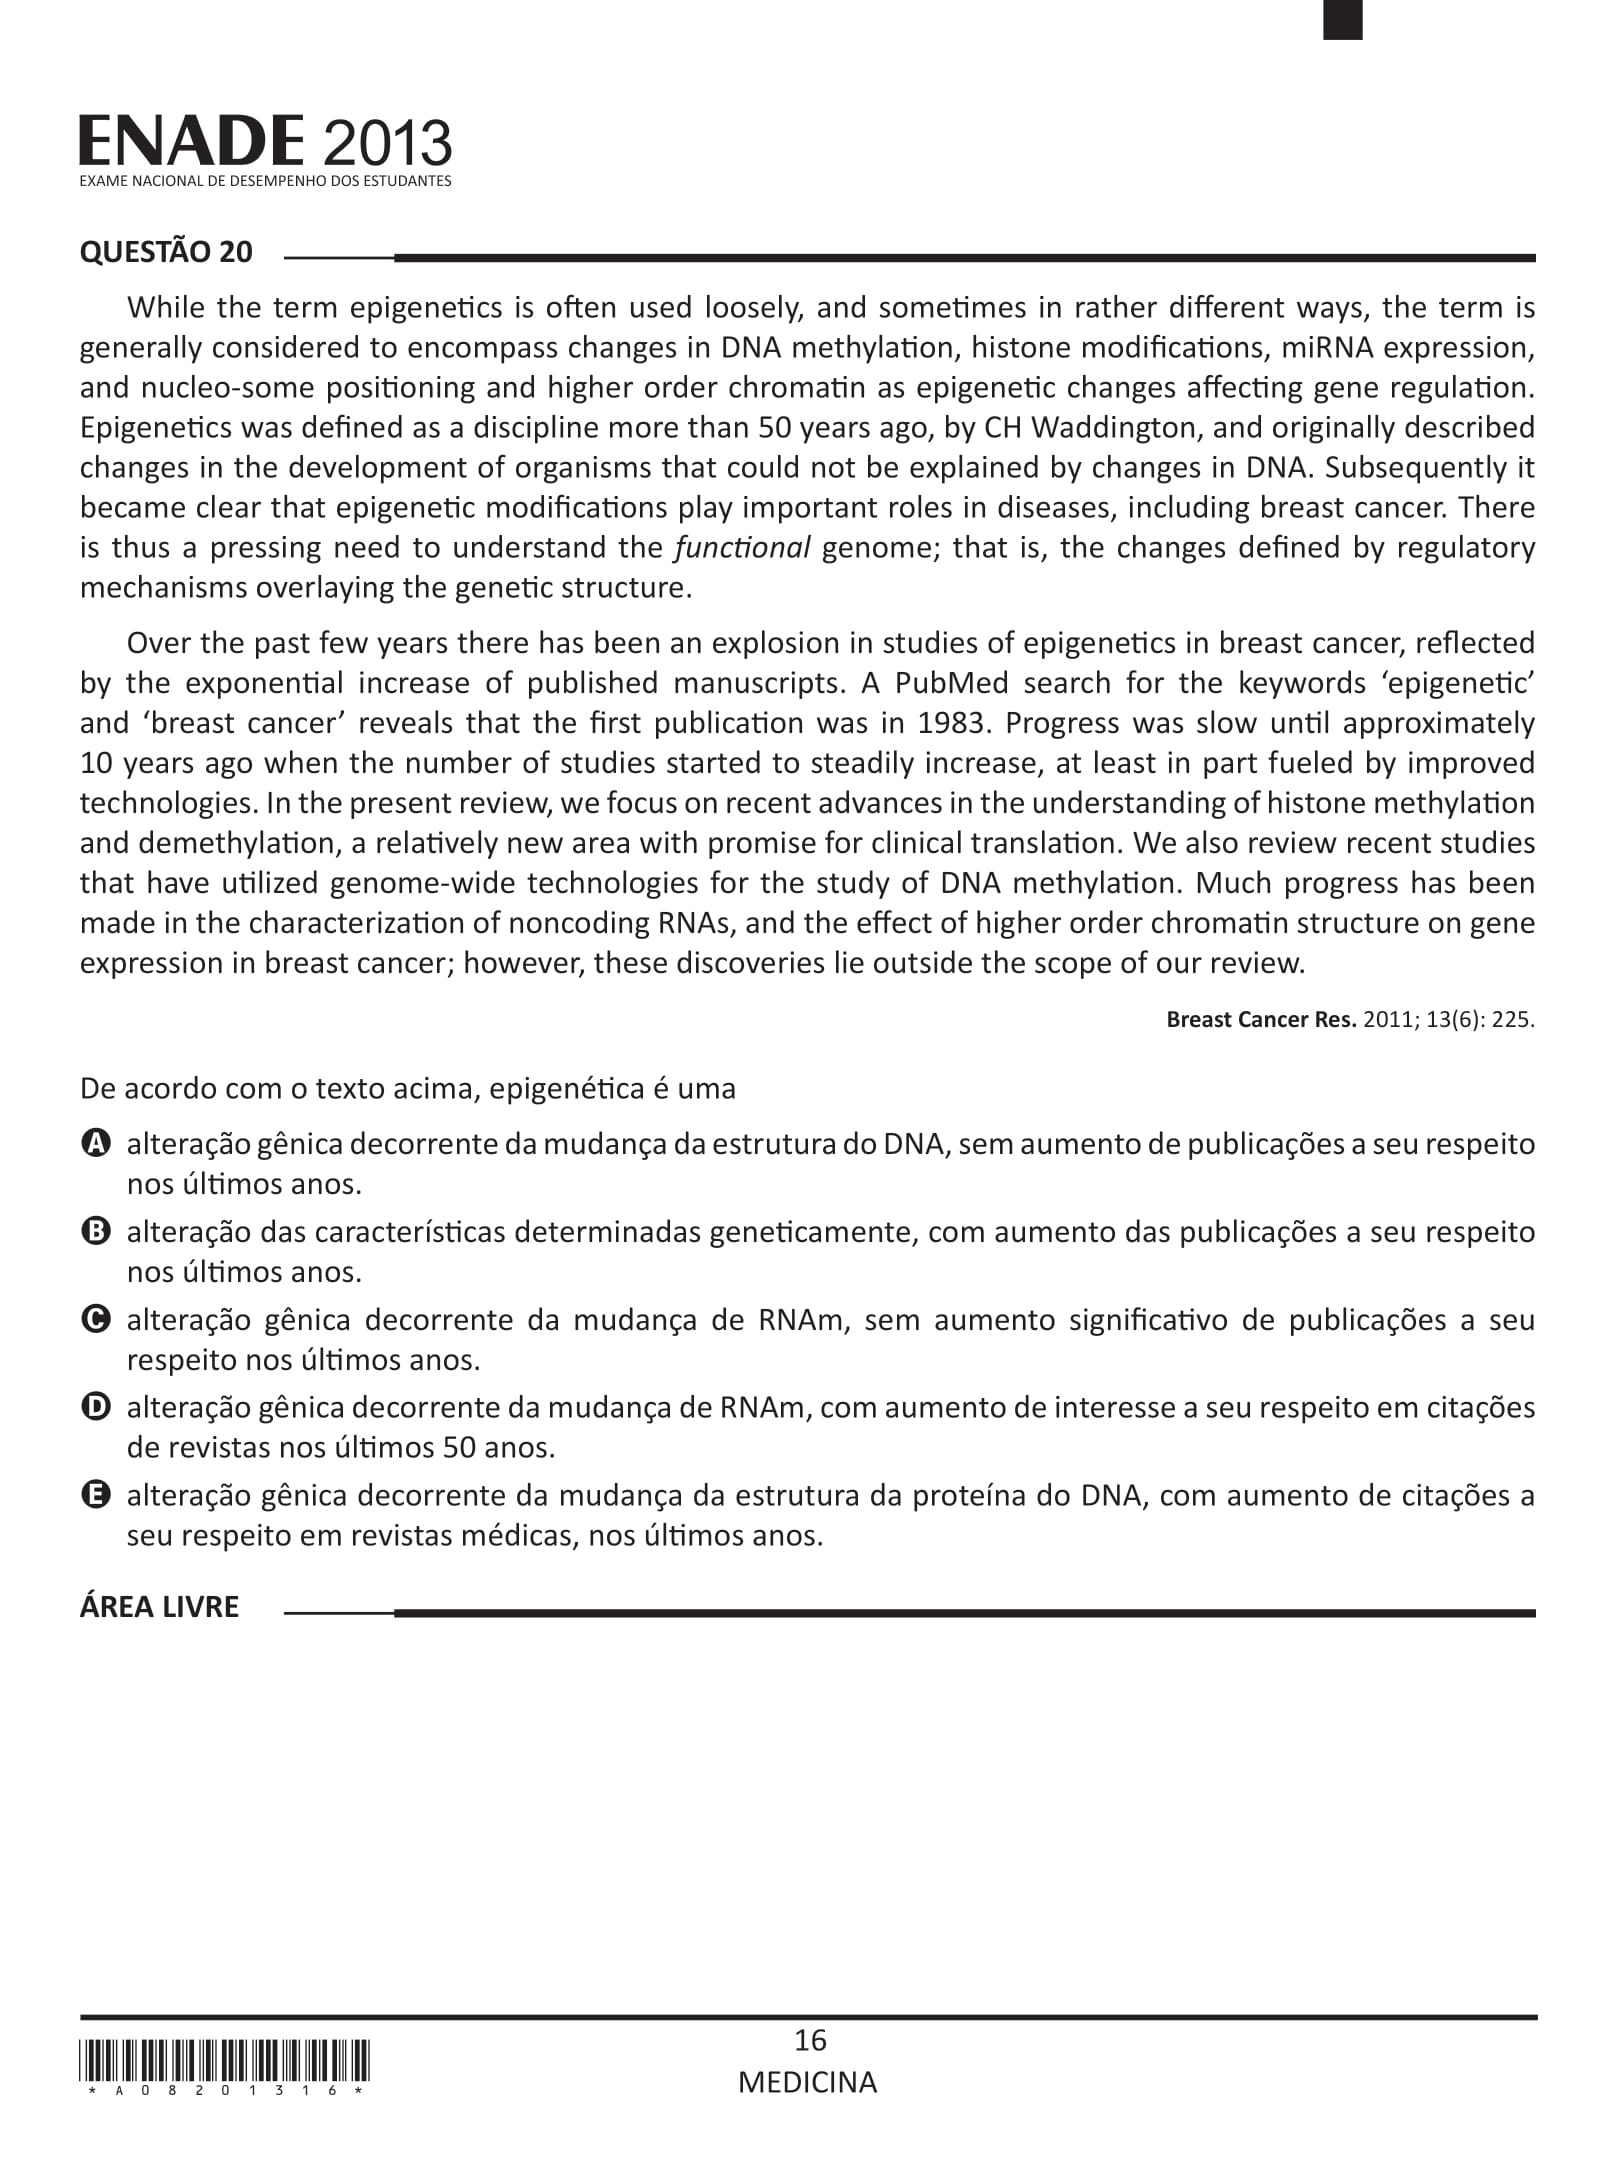 ENADE 2013
EXAME NACIONAL DE DESEMPENHO DOS ESTUDANTES
QUESTÃO 20
While the term epigenetics is often used loosely, and sometimes in rather different ways, the term is
generally considered to encompass changes in DNA methylation, histone modifications, miRNA expression,
and nucleo-some positioning and higher order chromatin as epigenetic changes affecting gene regulation.
Epigenetics was defined as a discipline more than 50 years ago, by CH Waddington, and originally described
changes in the development of organisms that could not be explained by changes in DNA. Subsequently it
became clear that epigenetic modifications play important roles in diseases, including breast cancer. There
is thus a pressing need to understand the functional genome; that is, the changes defined by regulatory
mechanisms overlaying the genetic structure.
Over the past few years there has been an explosion in studies of epigenetics in breast cancer, reflected
by the exponential increase of published manuscripts. A PubMed search for the keywords ‘epigenetic’
and ‘breast cancer’ reveals that the first publication was in 1983. Progress was slow until approximately
10 years ago when the number of studies started to steadily increase, at least in part fueled by improved
technologies. In the present review, we focus on recent advances in the understanding of histone methylation
and demethylation, a relatively new area with promise for clinical translation. We also review recent studies
that have utilized genome-wide technologies for the study of DNA methylation. Much progress has been
made in the characterization of noncoding RNAs, and the effect of higher order chromatin structure on gene
expression in breast cancer; however, these discoveries lie outside the scope of our review.
Breast Cancer Res. 2011; 13(6): 225.
De acordo com o texto acima, epigenética é uma
A alteração gênica decorrente da mudança da estrutura do DNA, sem aumento de publicações a seu respeito
nos últimos anos.
B alteração das características determinadas geneticamente, com aumento das publicações a seu respeito
nos últimos anos.
C alteração gênica decorrente da mudança de RNAm, sem aumento significativo de publicações a seu
respeito nos últimos anos.
D alteração gênica decorrente da mudança de RNAm, com aumento de interesse a seu respeito em citações
de revistas nos últimos 50 anos.
E alteração gênica decorrente da mudança da estrutura da proteína do DNA, com aumento de citações a
seu respeito em revistas médicas, nos últimos anos.
ÁREA LIVRE
16
MEDICINA
* A 0 8 2 0 1 3 1 6 *